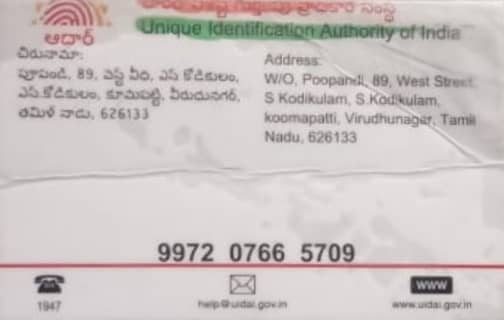 ఆధార్
Unique Identification Authority of India
చిరునామా:
పూపండి, 89, వెస్ట్ వీధి, ఎస్ కోడికులం,
ఎస్.కోడికులం, కూమపట్టి, వీరుదునగర్,
తమిళ్ నాడు, 626133
Address:
W/O, Poopandi, 89, West Street
S Kodikulam, S.Kodikulam,
koomapatti, Virudhunagar, Tamil
Nadu, 626133
9972 0766 5709
1947
help@uidai.gov.in
www
www.uidai.gov.in